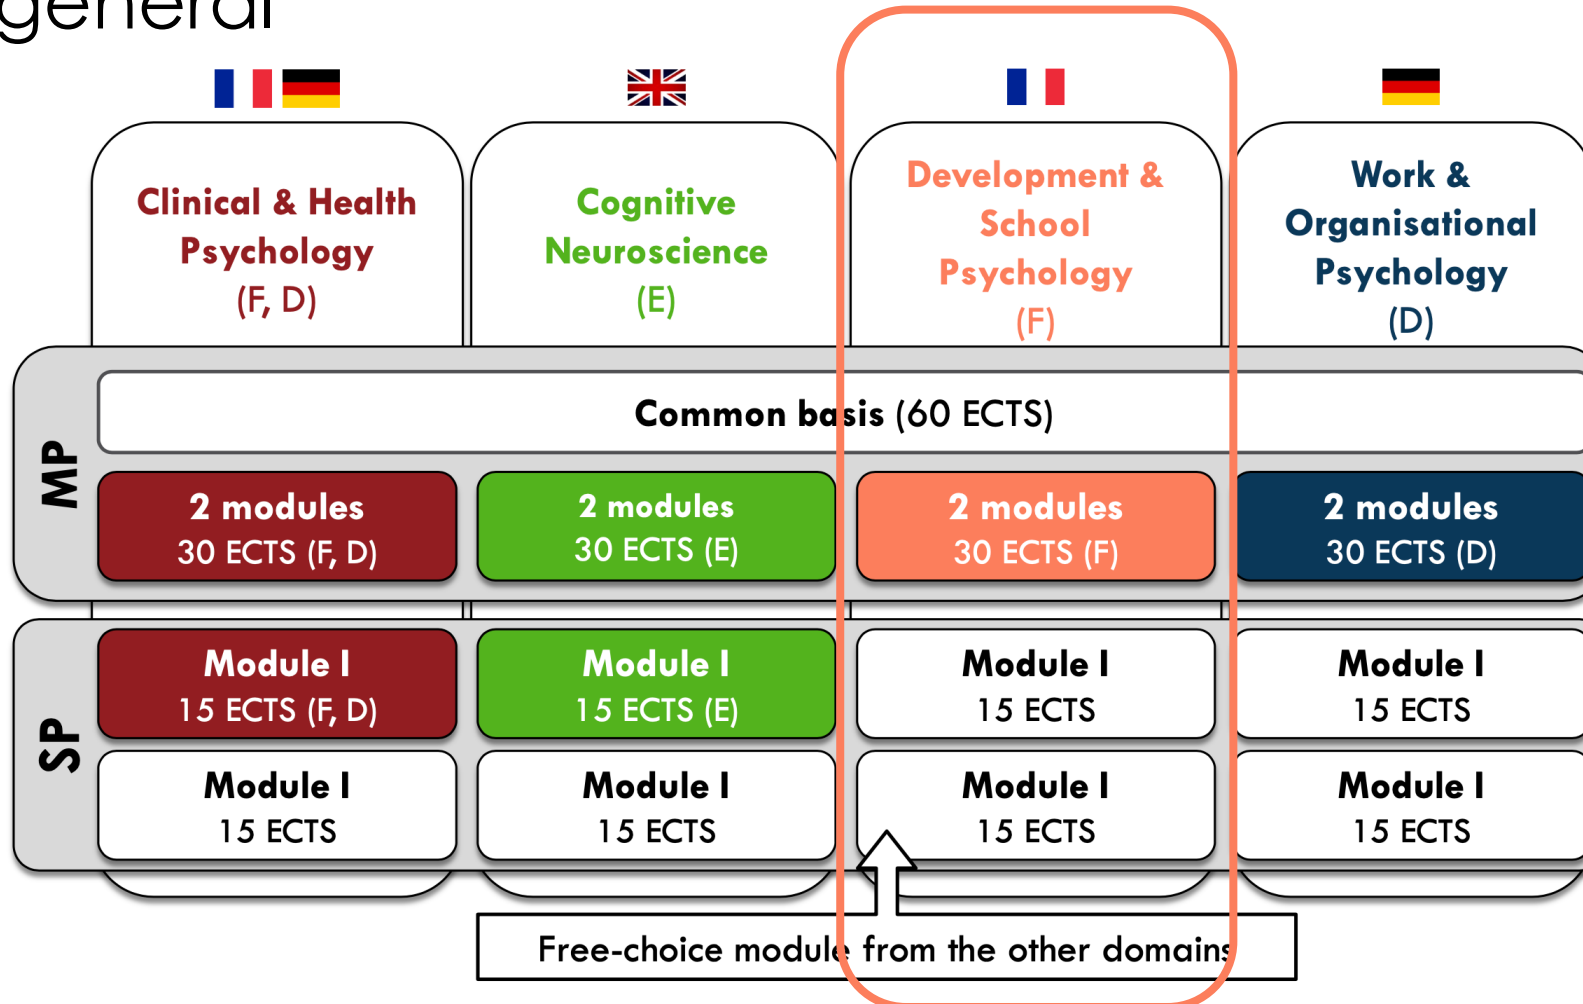 general
Clinical & Health
Psychology
(F, D)
Cognitive
Neuroscience
(E)
Development &
School
Psychology
(F)
Work &
Organisational
Psychology
(D)
MP
Common basis (60 ECTS)
2 modules
30 ECTS (F, D)
2 modules
30 ECTS (E)
2 modules
30 ECTS (F)
2 modules
30 ECTS (D)
SP
Module I
15 ECTS (F, D)
Module I
15 ECTS (E)
Module I
15 ECTS
Module I
15 ECTS
Module I
15 ECTS
Module I
15 ECTS
Module I
15 ECTS
Module I
15 ECTS
Free-choice module from the other domains